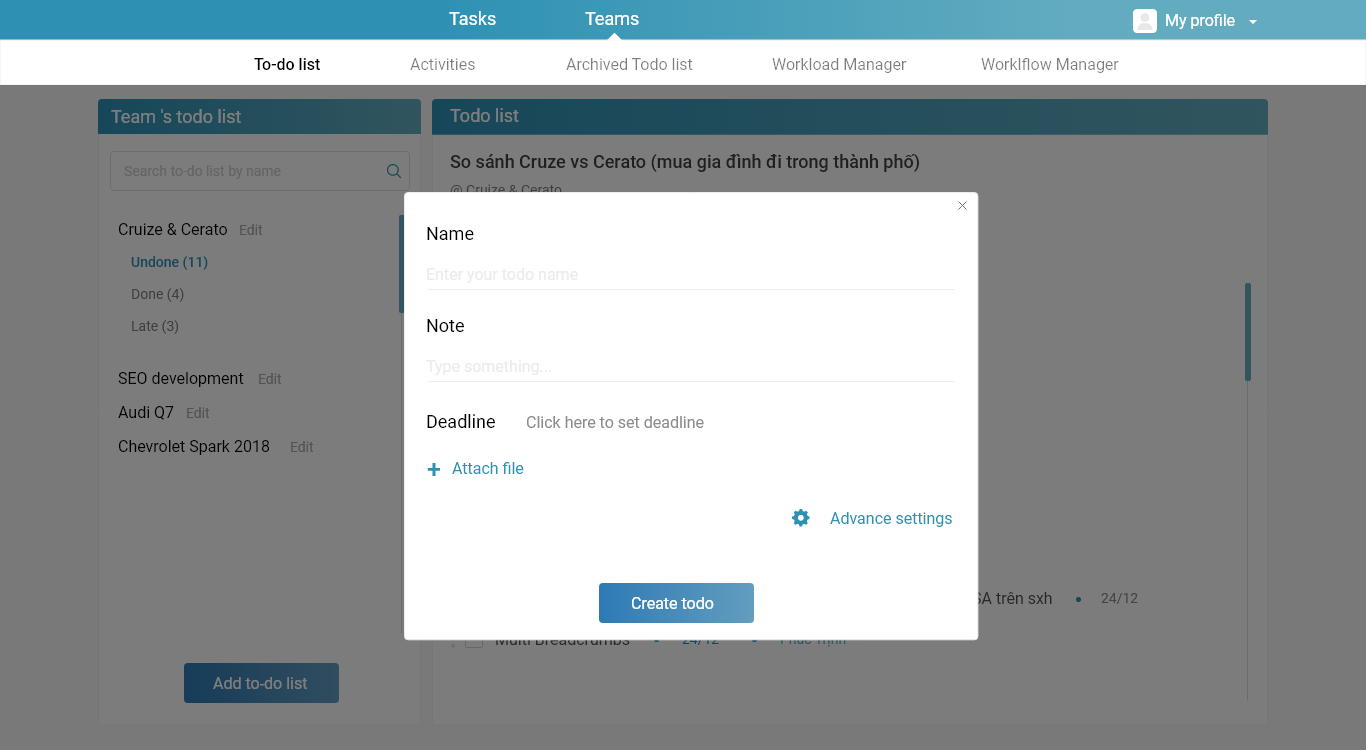 Tasks
Teams
My profile
To-do list
Activities
Archived Todo list
Workload Manager
Worklflow Manager
Team 's todo list
Search to-do list by name
Cruize & Cerato Edit
Undone (11)
Done (4)
Late (3)
SEO development Edit
Audi Q7 Edit
Chevrolet Spark 2018 Edit
Add to-do list
Todo list
So sánh Cruze vs Cerato (mua gia đình đi trong thành phố)
@ Cruize & Cerato
Name
Enter your todo name
Note
Type something...
Deadline Click here to set deadline
+ Attach file
Advance settings
Create todo
SA trên sxh • 24/12
Multi Breadcrumbs • 24/12 • Phúc Trịnh